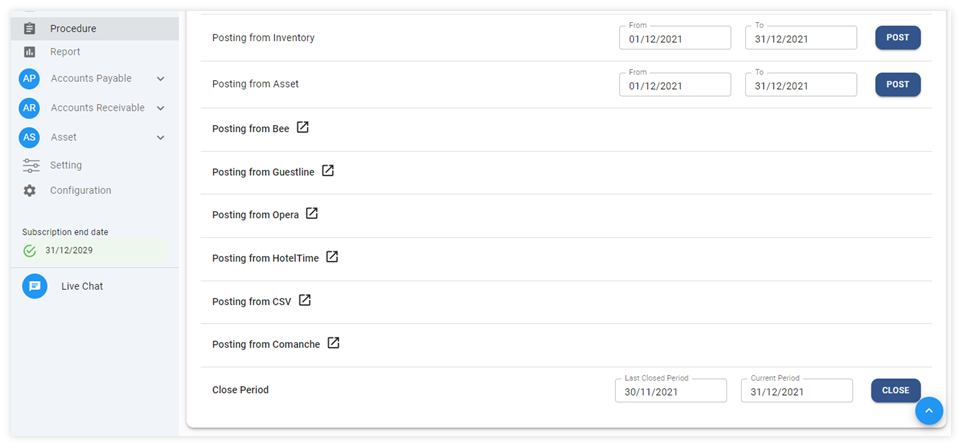 Procedure
Report
AP Accounts Payable
AR Accounts Receivable
AS Asset
Setting
Configuration
Subscription end date
31/12/2029
Live Chat
From To
Posting from Inventory 01/12/2021 31/12/2021 POST
From To
Posting from Asset 01/12/2021 31/12/2021 POST
Posting from Bee
Posting from Guestline
Posting from Opera
Posting from HotelTime
Posting from CSV
Posting from Comanche
Last Closed Period Current Period
Close Period 30/11/2021 31/12/2021 CLOSE